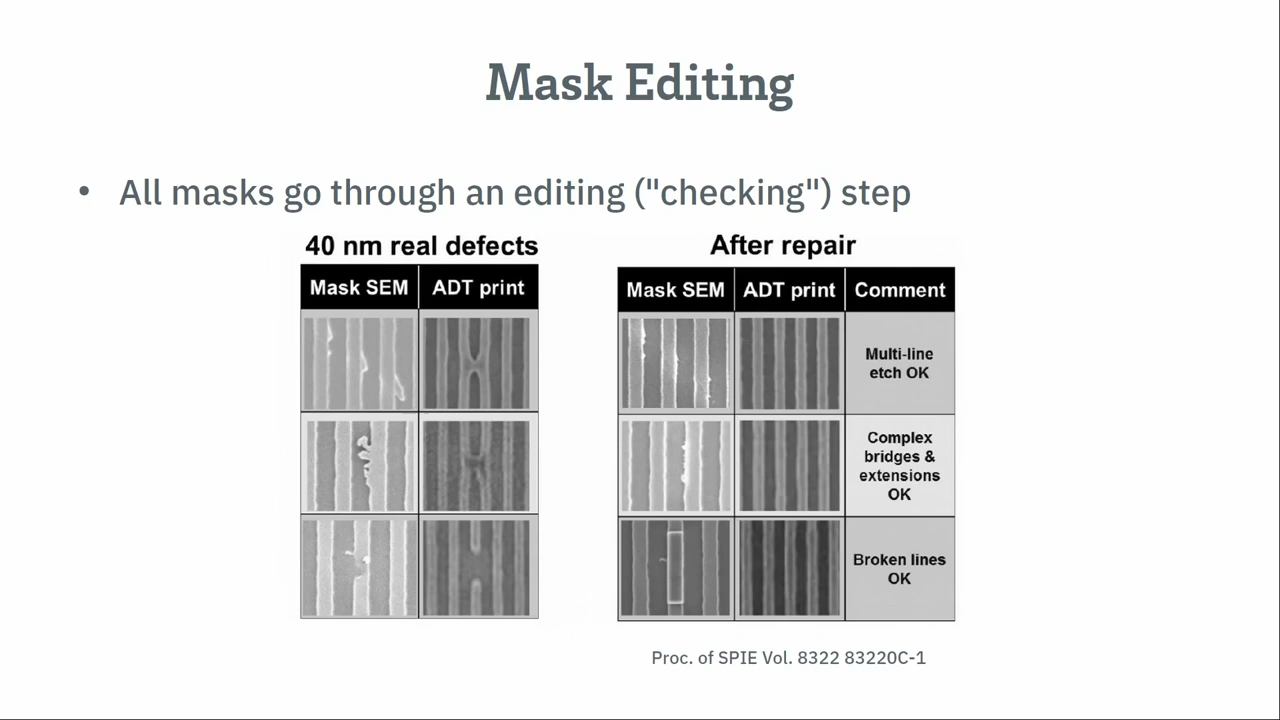 Mask Editing
• All masks go through an editing ("checking") step
40 nm real defects
Mask SEM ADT print
After repair
Mask SEM ADT print Comment
Multi-line
etch OK
Complex
bridges &
extensions
OK
Broken lines
OK
Proc. of SPIE Vol. 8322 83220C-1